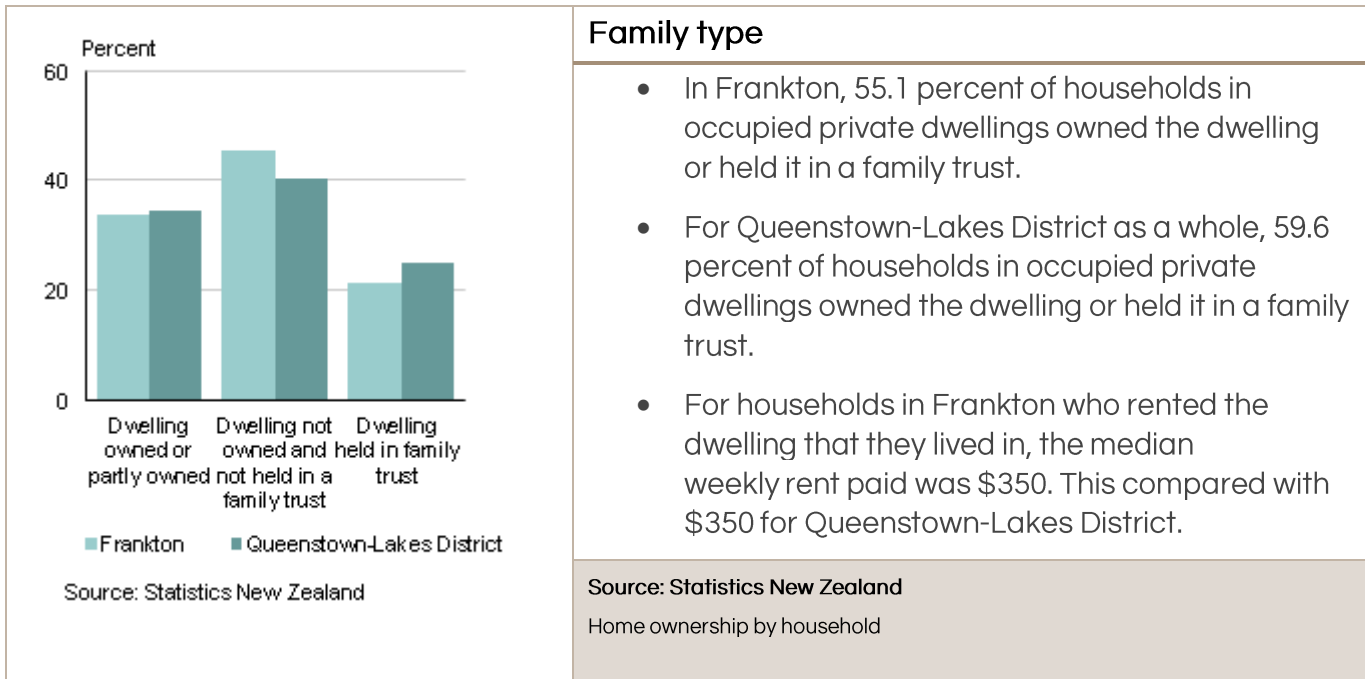 Percent
60
40
20
0
Dwelling owned or partly owned
Dwelling not owned and not held in a family trust
Dwelling held in family trust
Frankton
Queenstown-Lakes District
Source: Statistics New Zealand
Family type
• In Frankton, 55.1 percent of households in
occupied private dwellings owned the dwelling
or held it in a family trust.
• For Queenstown-Lakes District as a whole, 59.6
percent of households in occupied private
dwellings owned the dwelling or held it in a family
trust.
• For households in Frankton who rented the
dwelling that they lived in, the median
weekly rent paid was $350. This compared with
$350 for Queenstown-Lakes District.
Source: Statistics New Zealand
Home ownership by household